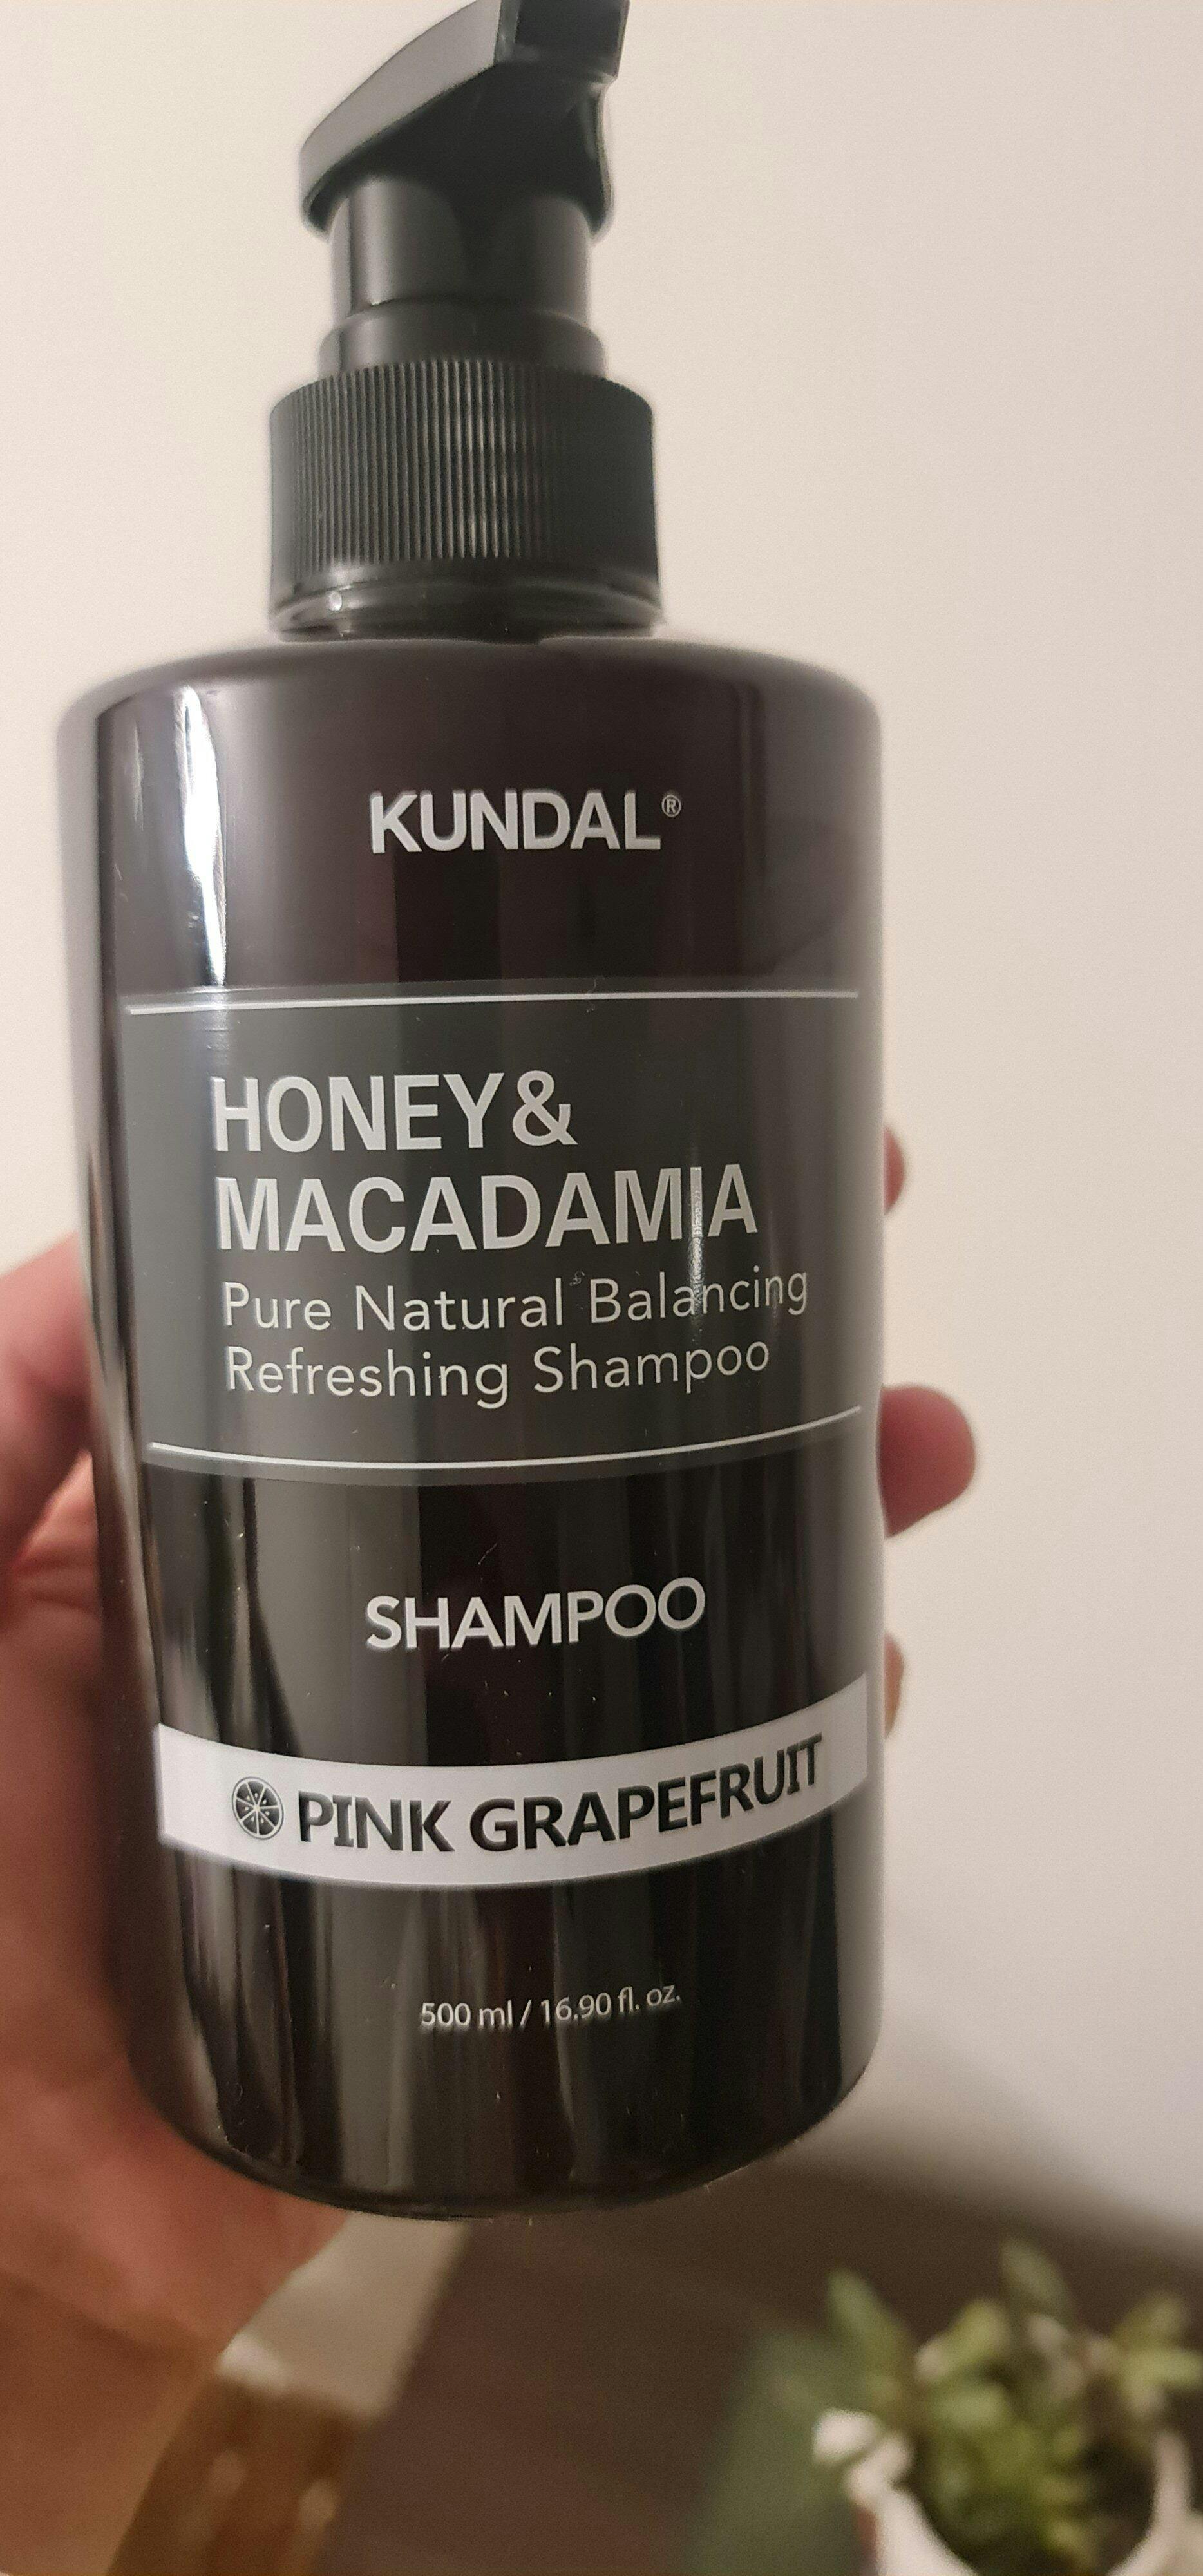 KUNDAL®
HONEY&
MACADAMIA
Pure Natural Balancing
Refreshing Shampoo
SHAMPOO
PINK GRAPEFRUIT
500 ml / 16.90 fl. oz.